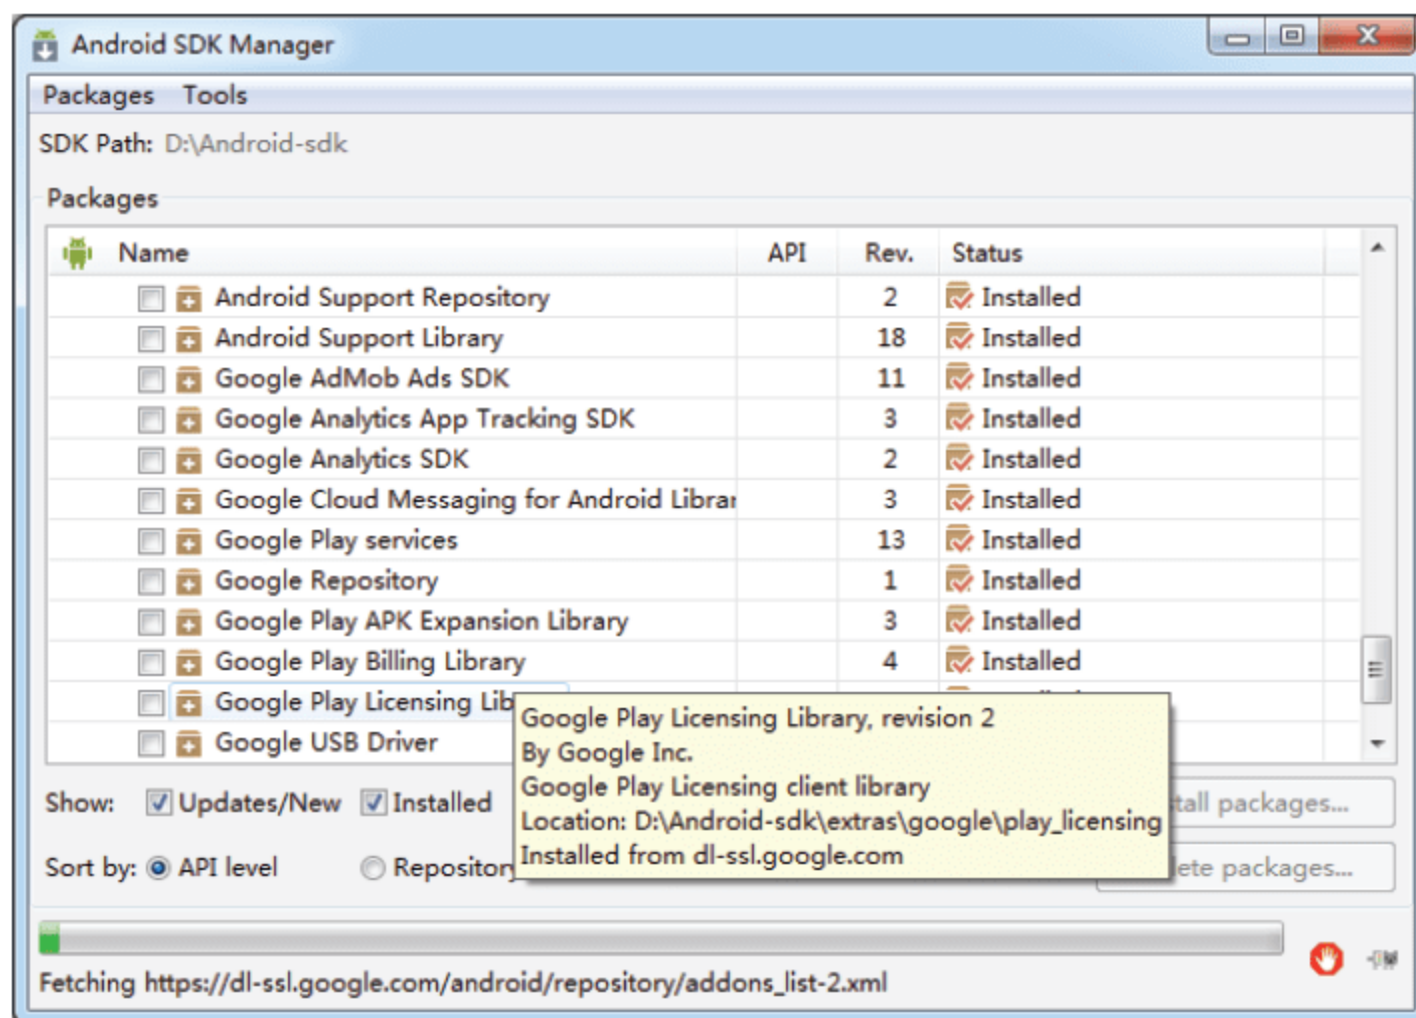 Android SDK Manager
Packages Tools
SDK Path: D:\Android-sdk
Packages
Name API Rev. Status
Android Support Repository 2 Installed
Android Support Library 18 Installed
Google AdMob Ads SDK 11 Installed
Google Analytics App Tracking SDK 3 Installed
Google Analytics SDK 2 Installed
Google Cloud Messaging for Android Librar 3 Installed
Google Play services 13 Installed
Google Repository 1 Installed
Google Play APK Expansion Library 3 Installed
Google Play Billing Library 4 Installed
Google Play Licensing Lib
Google USB Driver
Google Play Licensing Library, revision 2
By Google Inc.
Google Play Licensing client library
Location: D:\Android-sdk\extras\google\play_licensing
Installed from dl-ssl.google.com
Show: Updates/New Installed tall packages...
Sort by: API level Repository ete packages...
Fetching https://dl-ssl.google.com/android/repository/addons_list-2.xml